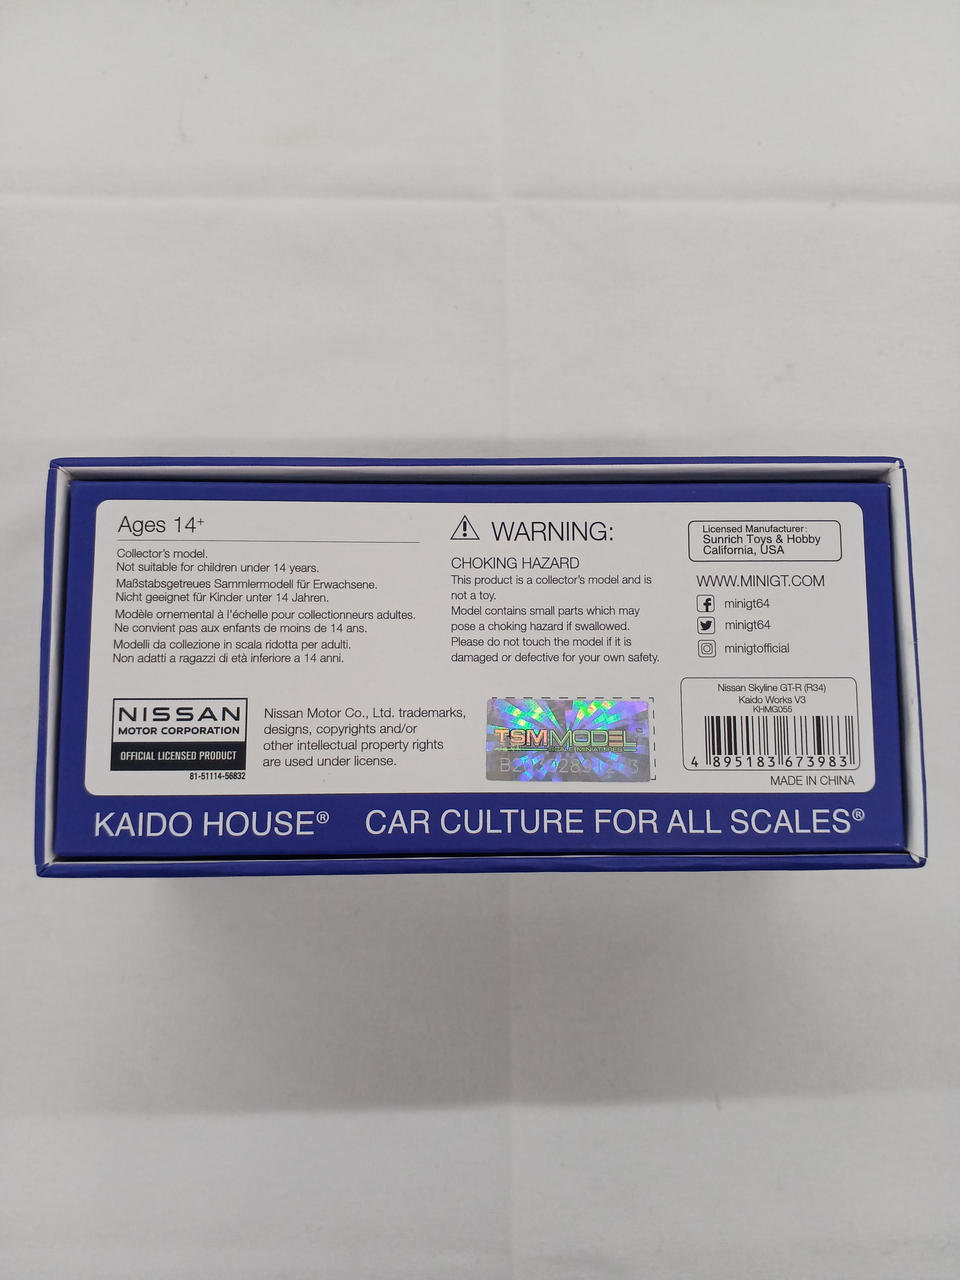 Ages 14+
Collector's model.
Not suitable for children under 14 years.
Maßstabsgetreues Sammlermodell für Erwachsene.
Nicht geeignet für Kinder unter 14 Jahren.
Modèle ornemental à l'échelle pour collectionneurs adultes.
Ne convient pas aux enfants de moins de 14 ans.
Modelli da collezione in scala ridotta per adulti.
Non adatti a ragazzi di età inferiore a 14 anni.
WARNING:
CHOKING HAZARD
This product is a collector's model and is
not a toy.
Model contains small parts which may
pose a choking hazard if swallowed.
Please do not touch the model if it is
damaged or defective for your own safety.
Licensed Manufacturer:
Sunrich Toys & Hobby
California, USA
WWW.MINIGT.COM
minigt64
minigt64
minigtofficial
NISSAN
MOTOR CORPORATION
OFFICIAL LICENSED PRODUCT
81-51114-56832
Nissan Motor Co., Ltd. trademarks,
designs, copyrights and/or
other intellectual property rights
are used under license.
TSMMODEL
SCALE MINIATURES
Nissan Skyline GT-R (R34)
Kaido Works V3
KHMG055
4 895183 673983
MADE IN CHINA
KAIDO HOUSE® CAR CULTURE FOR ALL SCALES®